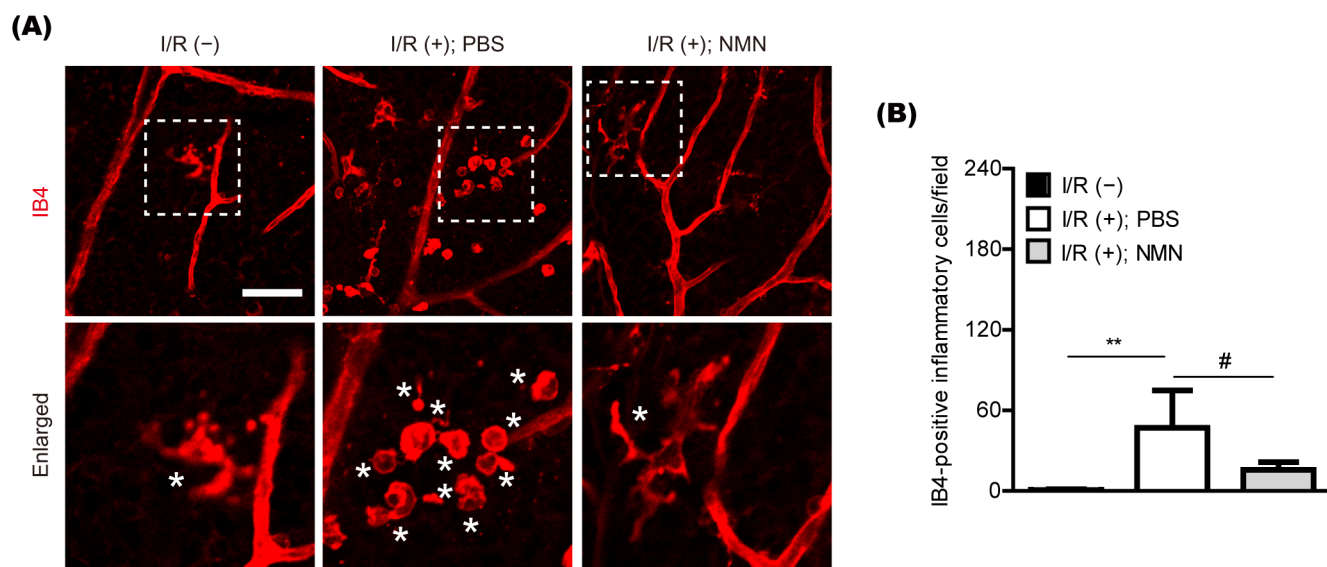 (A)
I/R (−)
I/R (+); PBS
I/R (+); NMN
IB4
Enlarged
*
* * * * * * * * * *
*
(B)
IB4-positive inflammatory cells/field
240
180
120
60
0
I/R (−)
I/R (+); PBS
I/R (+); NMN
**
#